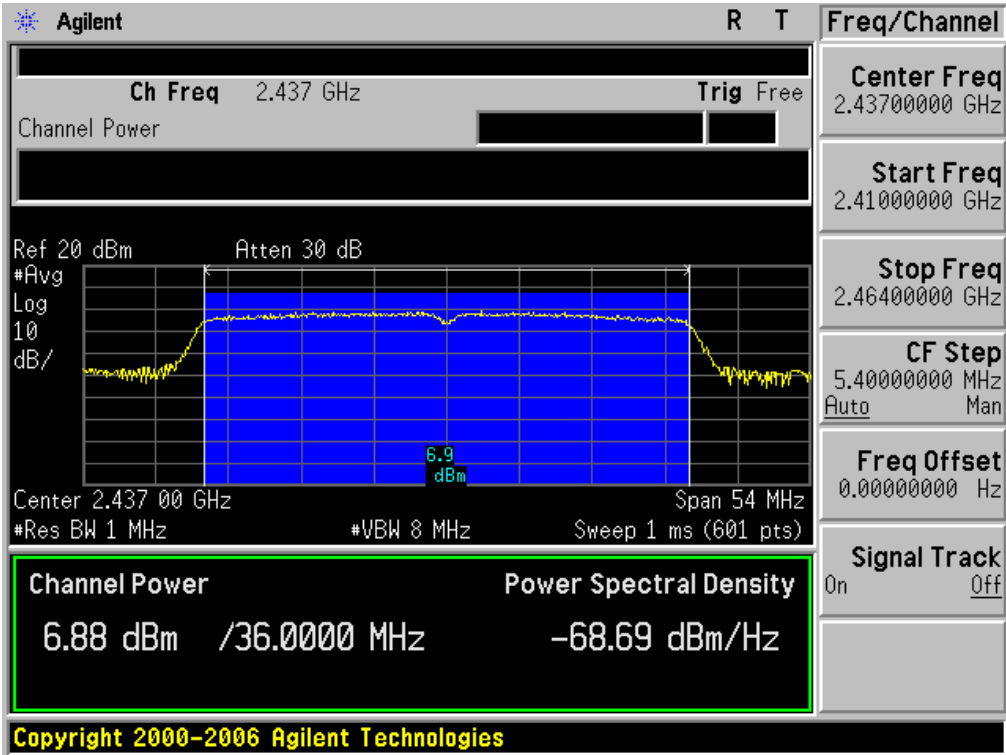 Agilent R T
Ch Freq 2.437 GHz Trig Free
Channel Power
Ref 20 dBm Atten 30 dB
#Avg
Log
10
dB/
6.9
dBm
Center 2.437 00 GHz Span 54 MHz
#Res BW 1 MHz #VBW 8 MHz Sweep 1 ms (601 pts)
Channel Power Power Spectral Density
6.88 dBm /36.0000 MHz -68.69 dBm/Hz
Copyright 2000-2006 Agilent Technologies
Freq/Channel
Center Freq
2.43700000 GHz
Start Freq
2.41000000 GHz
Stop Freq
2.46400000 GHz
CF Step
5.40000000 MHz
Auto Man
Freq Offset
0.00000000 Hz
Signal Track
On Off